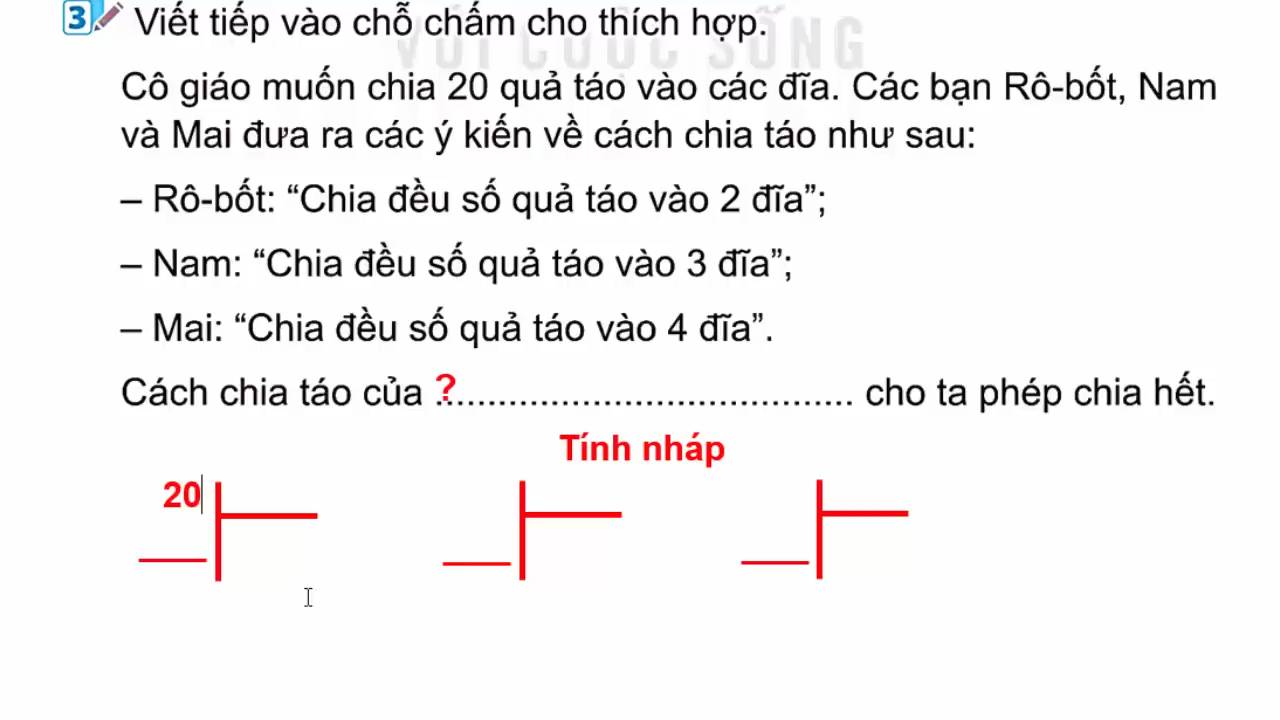 3 Viết tiếp vào chỗ chấm cho thích hợp.
VỚI CUỘC SỐNG
Cô giáo muốn chia 20 quả táo vào các đĩa. Các bạn Rô-bốt, Nam
và Mai đưa ra các ý kiến về cách chia táo như sau:
– Rô-bốt: “Chia đều số quả táo vào 2 đĩa”;
– Nam: “Chia đều số quả táo vào 3 đĩa”;
– Mai: “Chia đều số quả táo vào 4 đĩa”.
Cách chia táo của ?...................................... cho ta phép chia hết.
Tính nháp
20